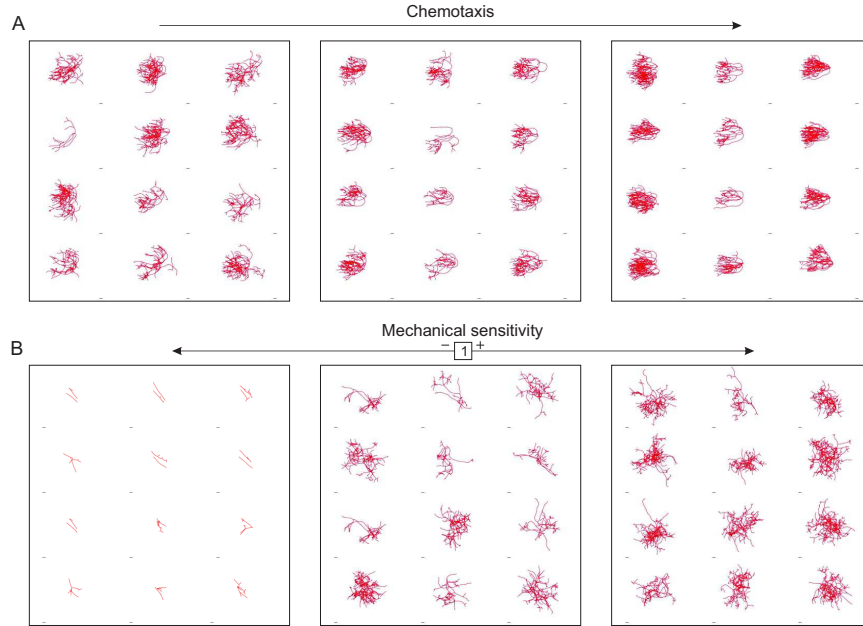 A
Chemotaxis
B
Mechanical sensitivity
− 1 +